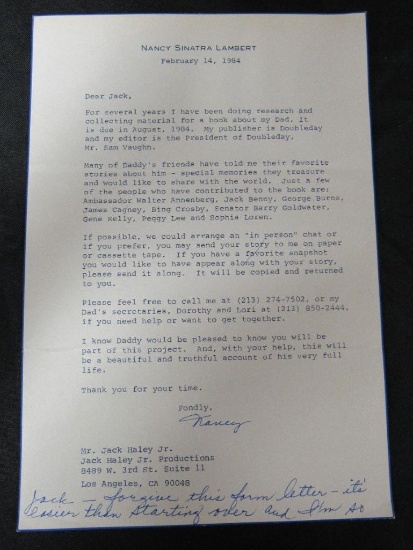 NANCY SINATRA LAMBERT
February 14, 1984
Dear Jack,
For several years I have been doing research and
collecting material for a book about my Dad. It
is due in August, 1984. My publisher is Doubleday
and my editor is the President of Doubleday,
Mr. Sam Vaughn.
Many of Daddy's friends have told me their favorite
stories about him - special memories they treasure
and would like to share with the world. Just a few
of the people who have contributed to the book are:
Ambassador Walter Annenberg, Jack Benny, George Burns,
James Cagney, Bing Crosby, Senator Barry Goldwater,
Gene Kelly, Peggy Lee and Sophia Loren.
If possible, we could arrange an "in person" chat or
if you prefer, you may send your story to me on paper
or cassette tape. If you have a favorite snapshot
you would like to have appear along with your story,
please send it along. It will be copied and returned
to you.
Please feel free to call me at (213) 274-7502, or my
Dad's secretaries, Dorothy and Lori at (213) 850-2444,
if you need help or want to get together.
I know Daddy would be pleased to know you will be
part of this project. And, with your help, this will
be a beautiful and truthful account of his very full
life.
Thank you for your time.
Fondly,
Nancy
Mr. Jack Haley Jr.
Jack Haley Jr. Productions
8489 W. 3rd St. Suite 11
Los Angeles, CA 90048
Jack - forgive this form letter - it's
easier than starting over and I'm so